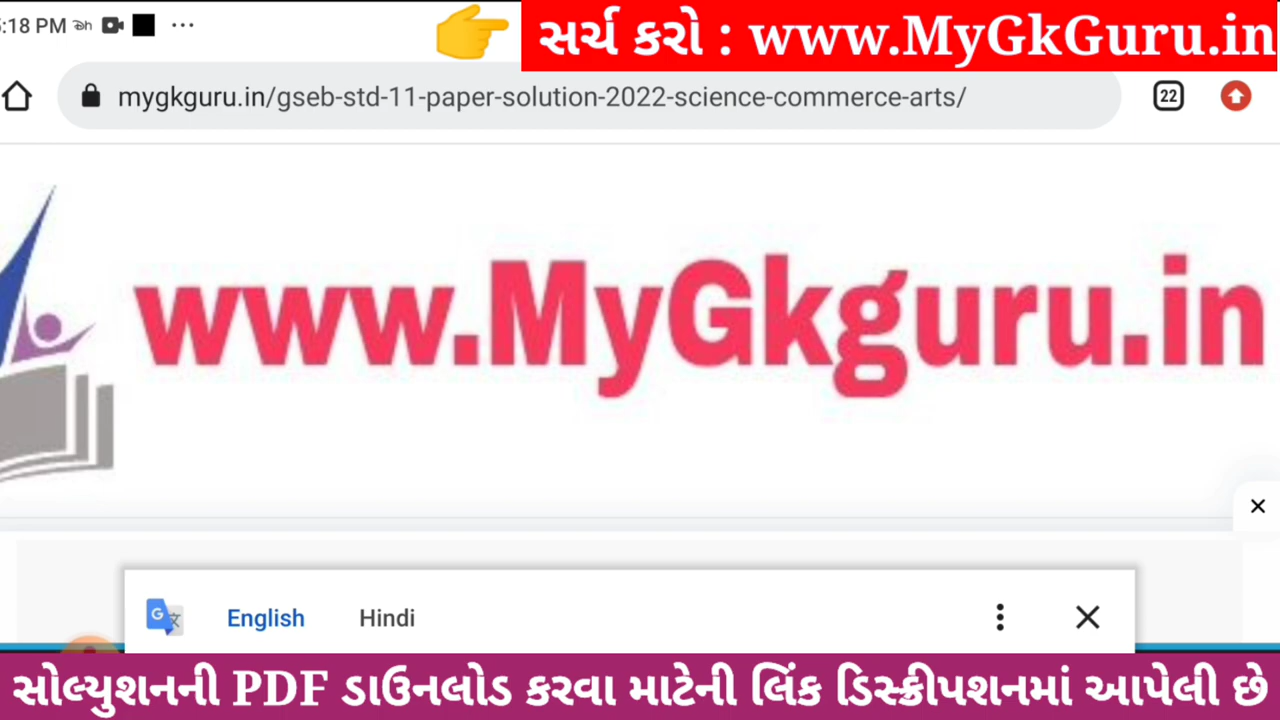 5:18 PM
👉 સર્ચ કરો : www.MyGkGuru.in
mygkguru.in/gseb-std-11-paper-solution-2022-science-commerce-arts/
22
www.MyGkguru.in
English Hindi
સોલ્યુશનની PDF ડાઉનલોડ કરવા માટેની લિંક ડિસ્ક્રીપશનમાં આપેલી છે